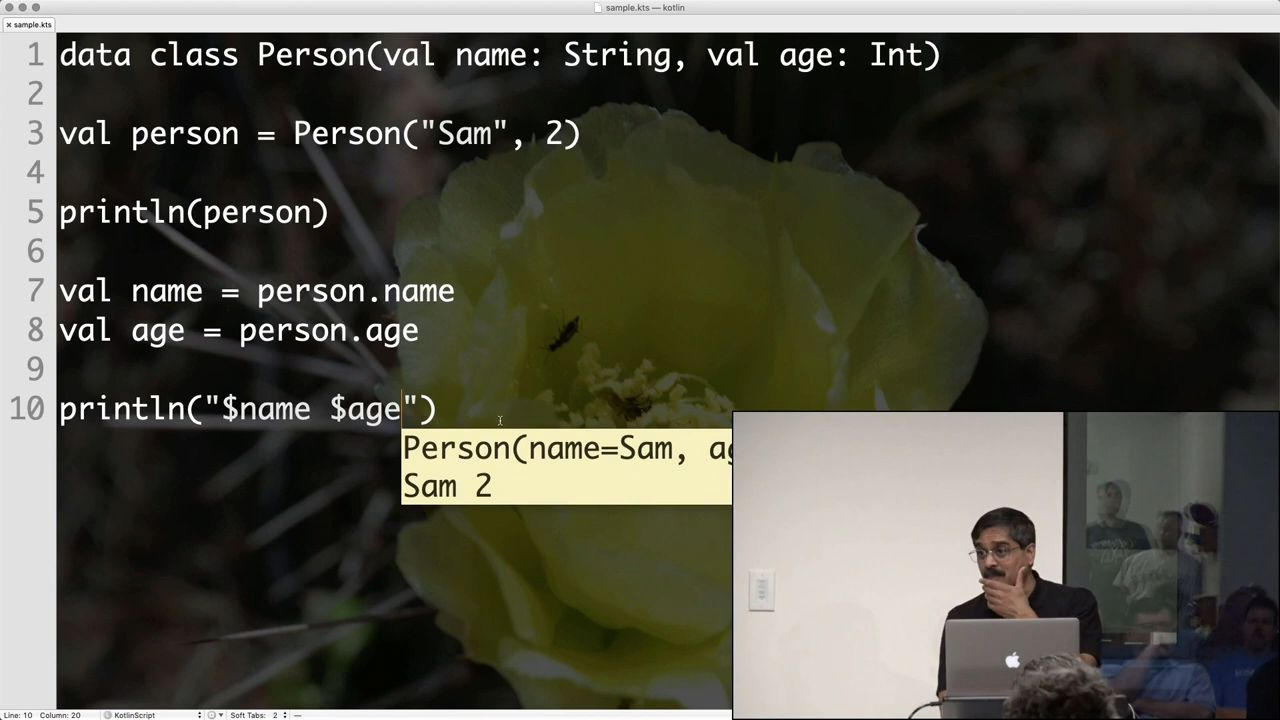 sample.kts — kotlin
× sample.kts
1 data class Person(val name: String, val age: Int)
2
3 val person = Person("Sam", 2)
4
5 println(person)
6
7 val name = person.name
8 val age = person.age
9
10 println("$name $age")
Person(name=Sam, ag
Sam 2
Line: 10 Column: 20 KotlinScript Soft Tabs: 2 —